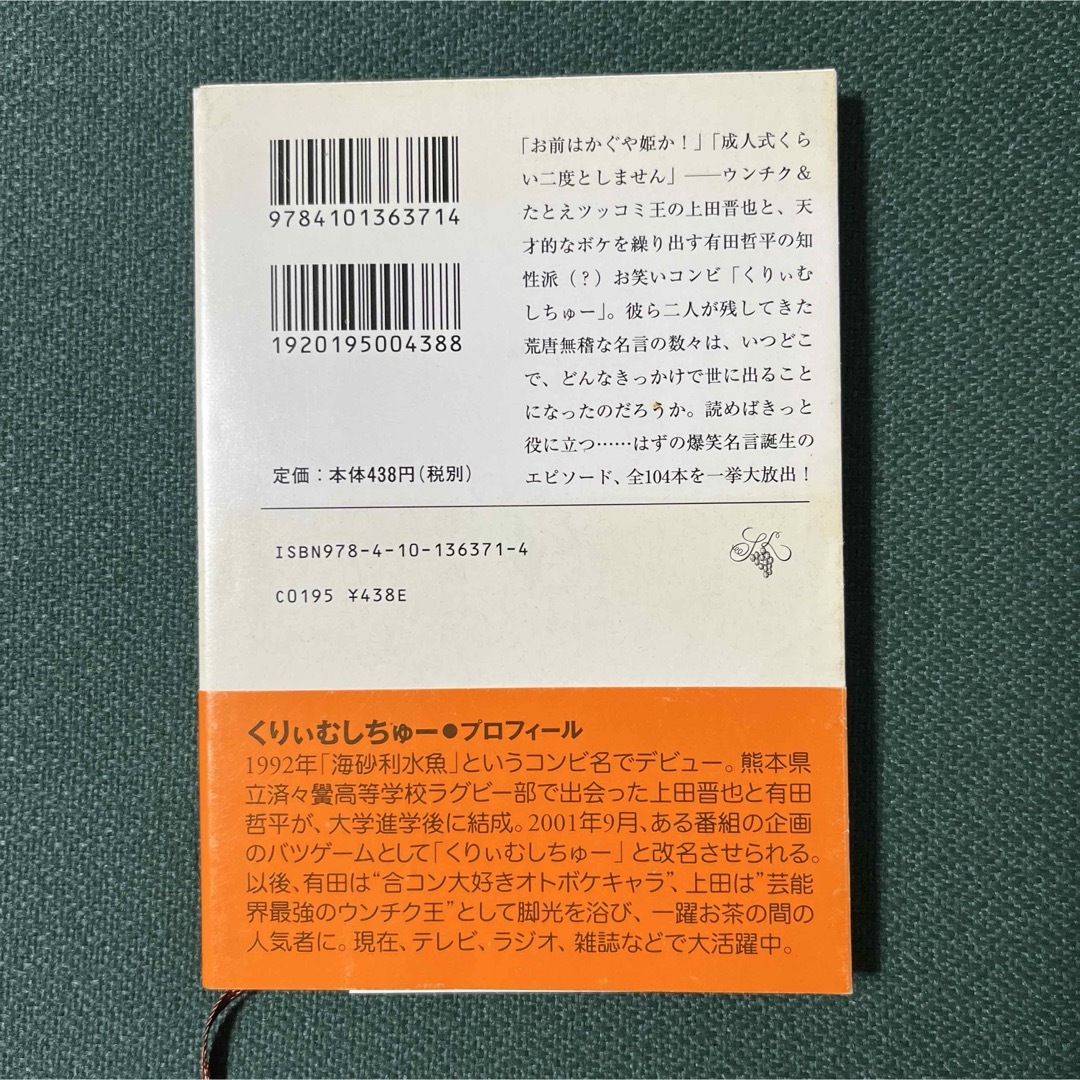 9784101363714
1920195004388
定価：本体438円（税別）
「お前はかぐや姫か！」「成人式くら
い二度としません」――ウンチク＆
たとえツッコミ王の上田晋也と、天
才的なボケを繰り出す有田哲平の知
性派（？）お笑いコンビ「くりぃむ
しちゅー」。彼ら二人が残してきた
荒唐無稽な名言の数々は、いつどこ
で、どんなきっかけで世に出ること
になったのだろうか。読めばきっと
役に立つ……はずの爆笑名言誕生の
エピソード、全104本を一挙大放出！
ISBN978-4-10-136371-4
C0195 ¥438E
くりぃむしちゅー●プロフィール
1992年「海砂利水魚」というコンビ名でデビュー。熊本県
立済々黌高等学校ラグビー部で出会った上田晋也と有田
哲平が、大学進学後に結成。2001年9月、ある番組の企画
のバツゲームとして「くりぃむしちゅー」と改名させられる。
以後、有田は“合コン大好きオトボケキャラ”、上田は”芸能
界最強のウンチク王”として脚光を浴び、一躍お茶の間の
人気者に。現在、テレビ、ラジオ、雑誌などで大活躍中。